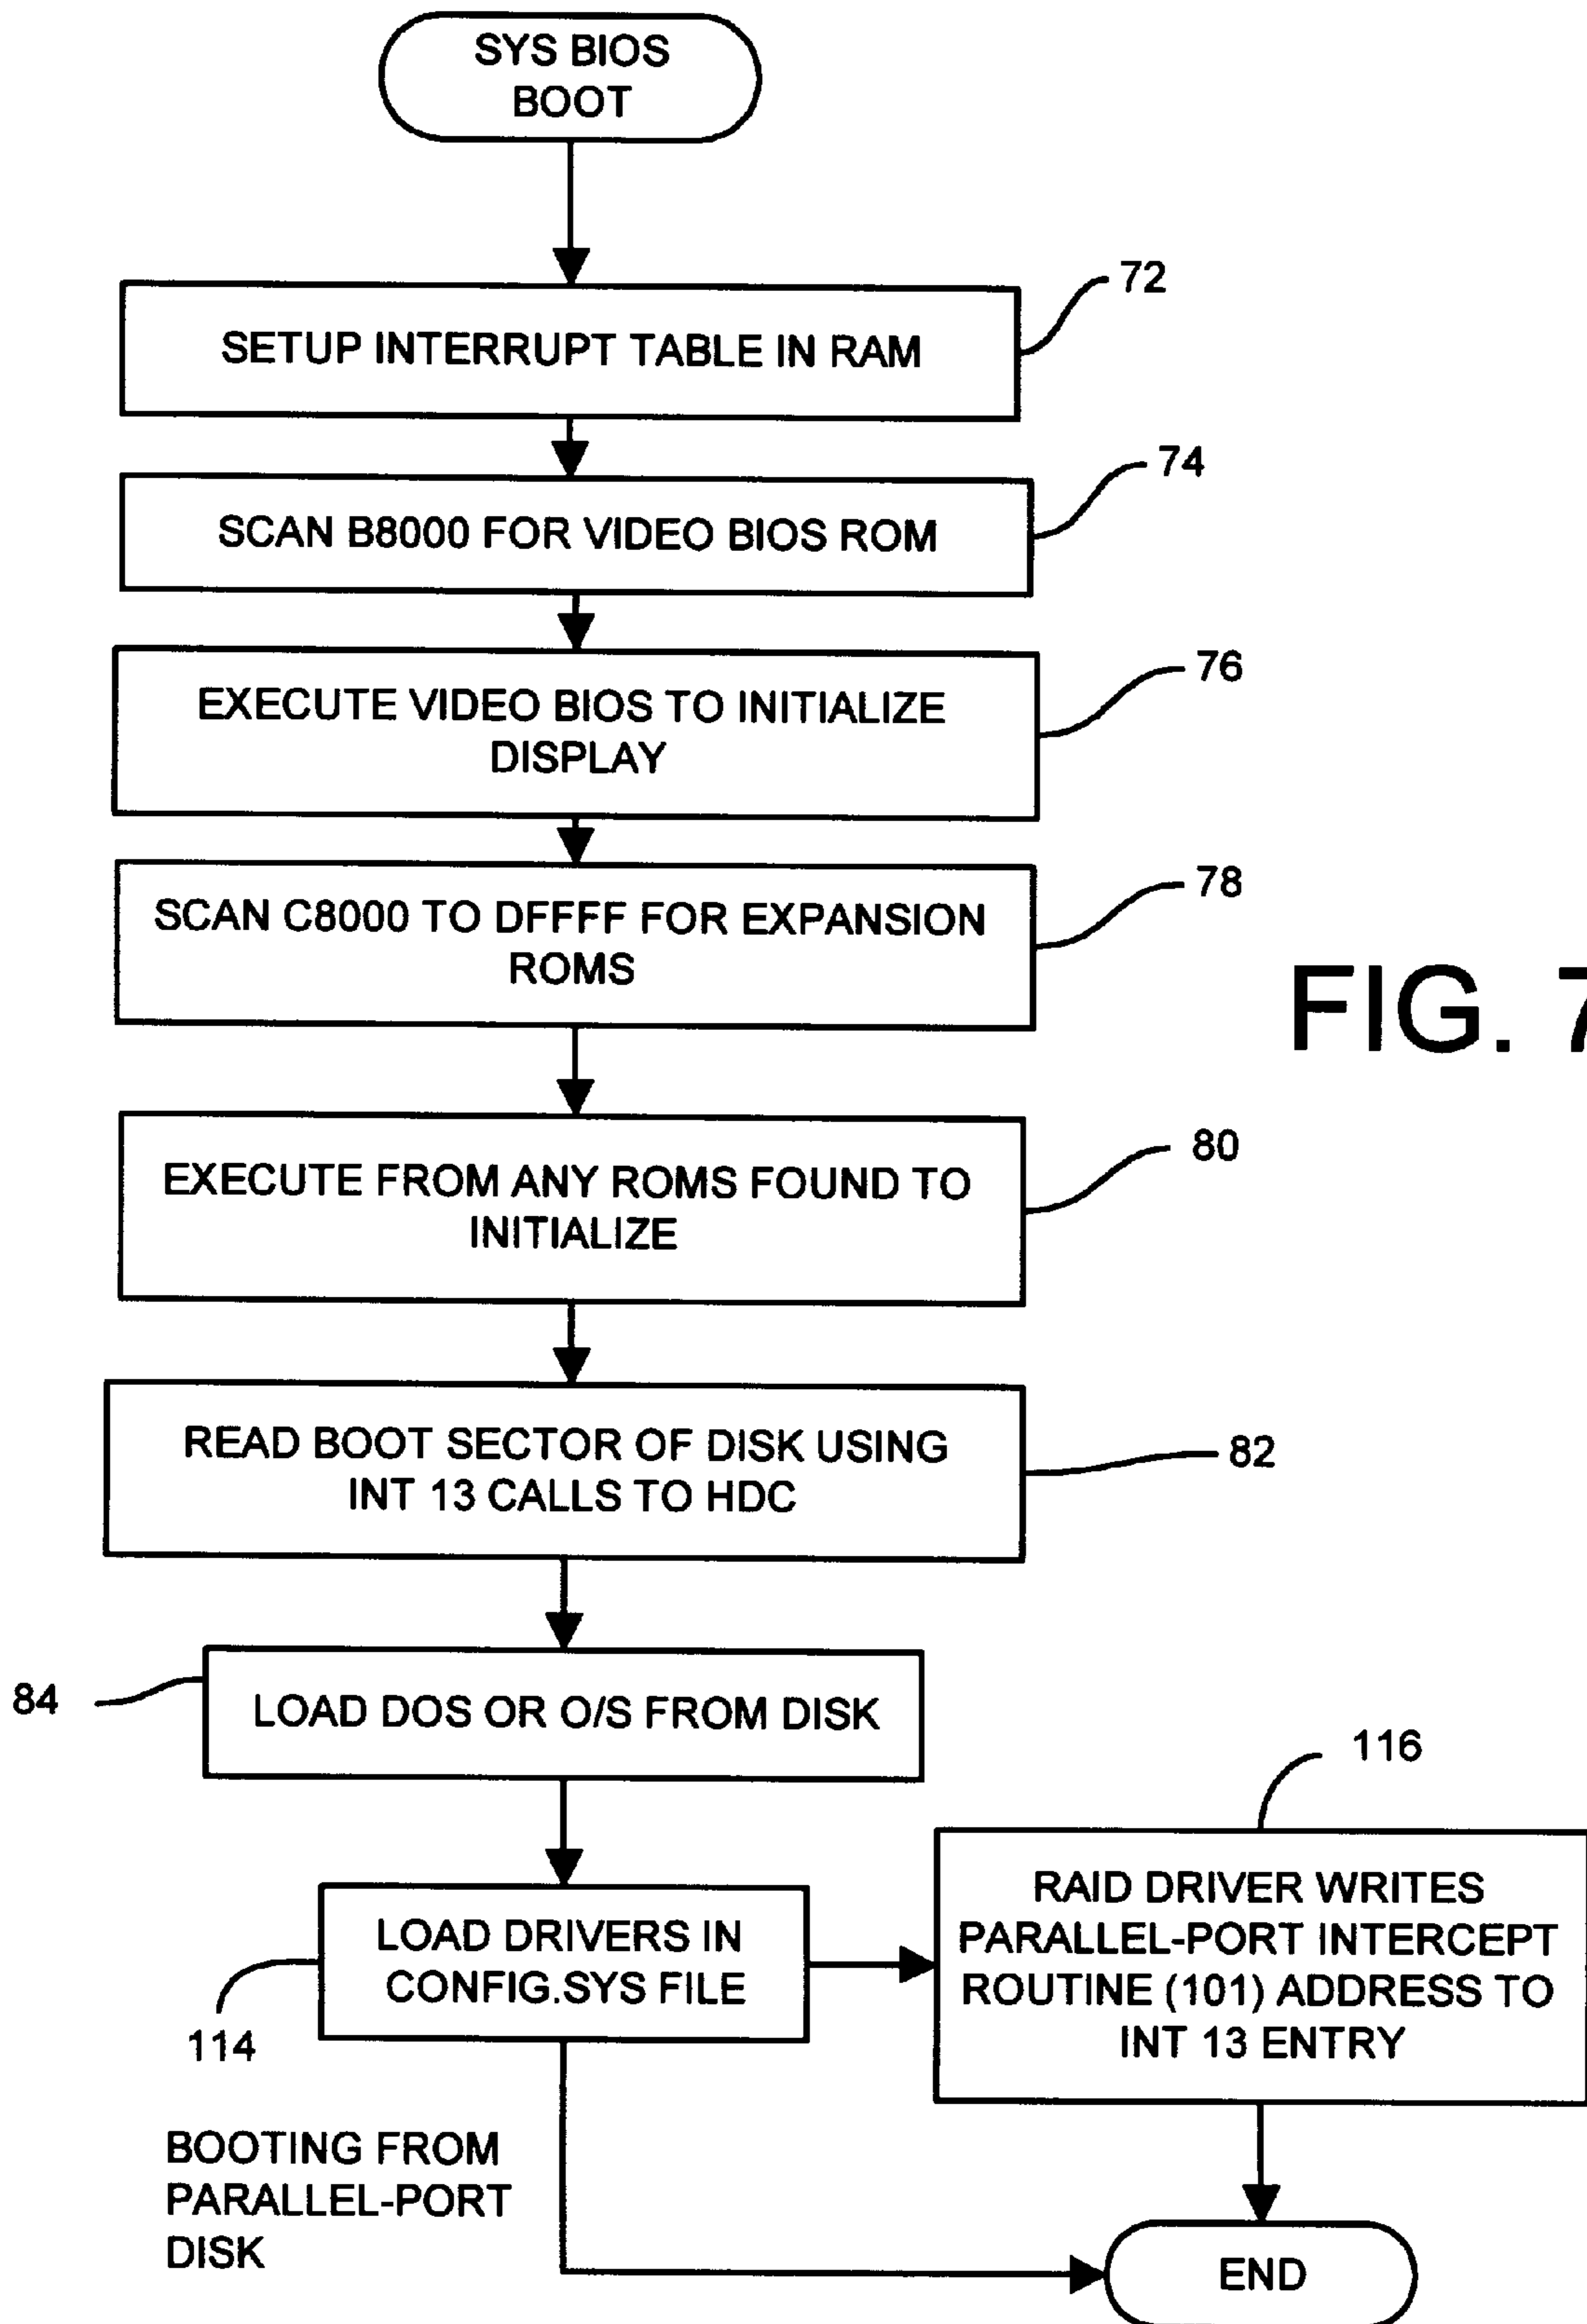 SYS BIOS
BOOT
72
SETUP INTERRUPT TABLE IN RAM
74
SCAN B8000 FOR VIDEO BIOS ROM
76
EXECUTE VIDEO BIOS TO INITIALIZE
DISPLAY
78
SCAN C8000 TO DFFFF FOR EXPANSION
ROMS
FIG. 7
80
EXECUTE FROM ANY ROMS FOUND TO
INITIALIZE
READ BOOT SECTOR OF DISK USING
INT 13 CALLS TO HDC
82
84
LOAD DOS OR O/S FROM DISK
116
LOAD DRIVERS IN
CONFIG.SYS FILE
114
RAID DRIVER WRITES
PARALLEL-PORT INTERCEPT
ROUTINE (101) ADDRESS TO
INT 13 ENTRY
BOOTING FROM
PARALLEL-PORT
DISK
END